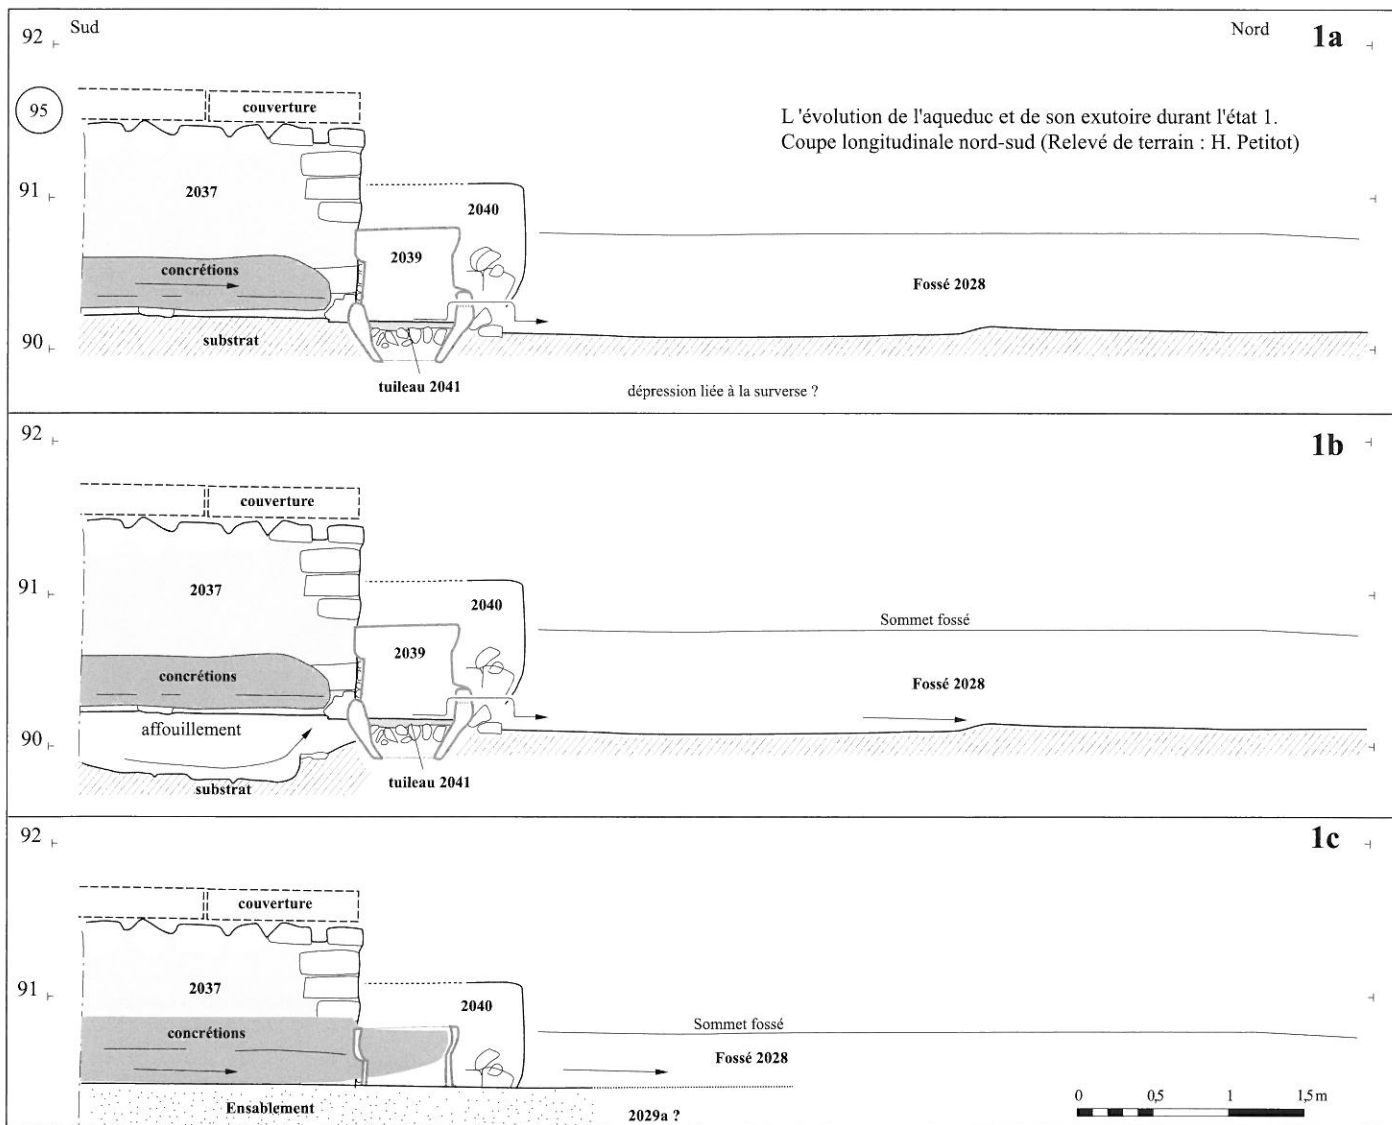 92 Sud Nord 1a
95 couverture
L 'évolution de l'aqueduc et de son exutoire durant l'état 1.
Coupe longitudinale nord-sud (Relevé de terrain : H. Petitot)
91 2037 2040
2039
concrétions Fossé 2028
90 substrat
tuileau 2041 dépression liée à la surverse ?
92 1b
couverture
91 2037 2040
Sommet fossé
2039
concrétions Fossé 2028
affouillement
90
substrat tuileau 2041
92 1c
couverture
91 2037 2040
Sommet fossé
concrétions
Fossé 2028
Ensablement 2029a ?
0 0,5 1 1,5 m